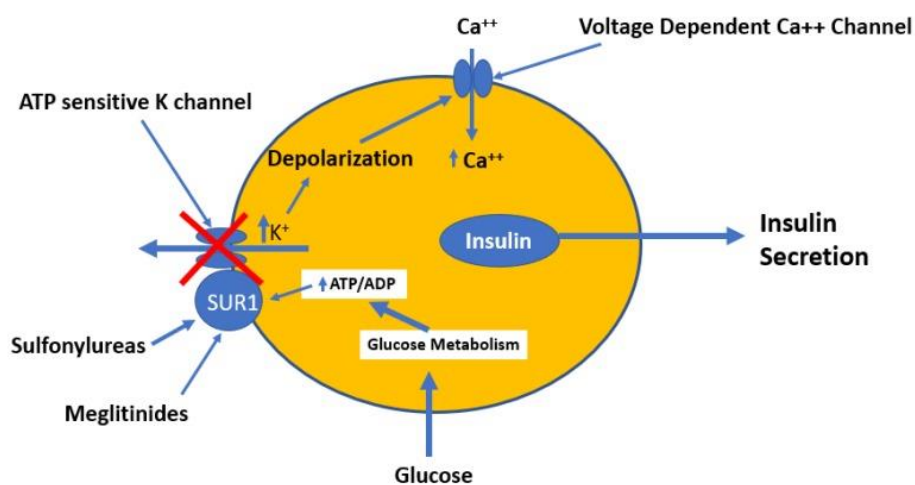 Ca⁺⁺
Voltage Dependent Ca++ Channel
ATP sensitive K channel
Depolarization
Ca⁺⁺
K⁺
Insulin
Insulin
Secretion
ATP/ADP
SUR1
Sulfonylureas
Glucose Metabolism
Meglitinides
Glucose